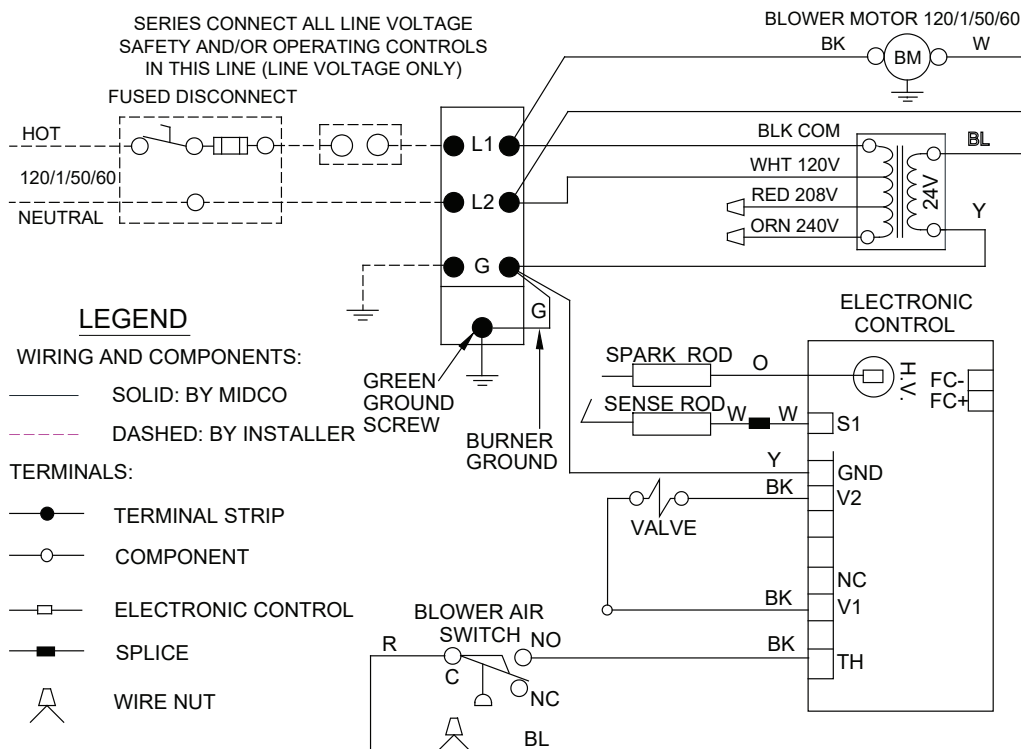 SERIES CONNECT ALL LINE VOLTAGE
SAFETY AND/OR OPERATING CONTROLS
IN THIS LINE (LINE VOLTAGE ONLY)
FUSED DISCONNECT
HOT
120/1/50/60
NEUTRAL
L1
L2
G
G
GREEN
GROUND
SCREW
BURNER
GROUND
BLOWER MOTOR 120/1/50/60
BK
BM
W
BLK COM
WHT 120V
RED 208V
ORN 240V
24V
BL
Y
LEGEND
WIRING AND COMPONENTS:
SOLID: BY MIDCO
DASHED: BY INSTALLER
TERMINALS:
TERMINAL STRIP
COMPONENT
ELECTRONIC CONTROL
SPLICE
WIRE NUT
ELECTRONIC
CONTROL
SPARK ROD
O
H.V.
FC-
FC+
SENSE ROD
W
W
S1
Y
GND
BK
V2
VALVE
NC
BK
V1
BLOWER AIR
SWITCH
NO
R
C
NC
BK
TH
BL